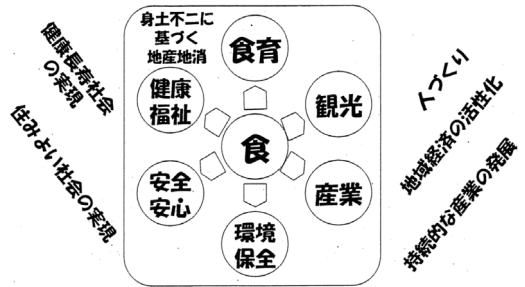 身土不二に
基づく
地産地消
食育
健康
福祉
観光
食
安全
安心
産業
環境
保全
健康長寿社会
の実現
住みよい社会の実現
人づくり
地域経済の活性化
持続的な産業の発展